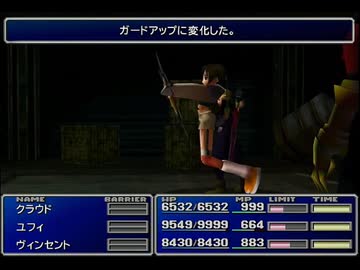 ガードアップに変化した。
NAME BARRIER HP MP LIMIT TIME
クラウド 6532/6532 999
ユフィ 9549/9999 664
ヴィンセント 8430/8430 883